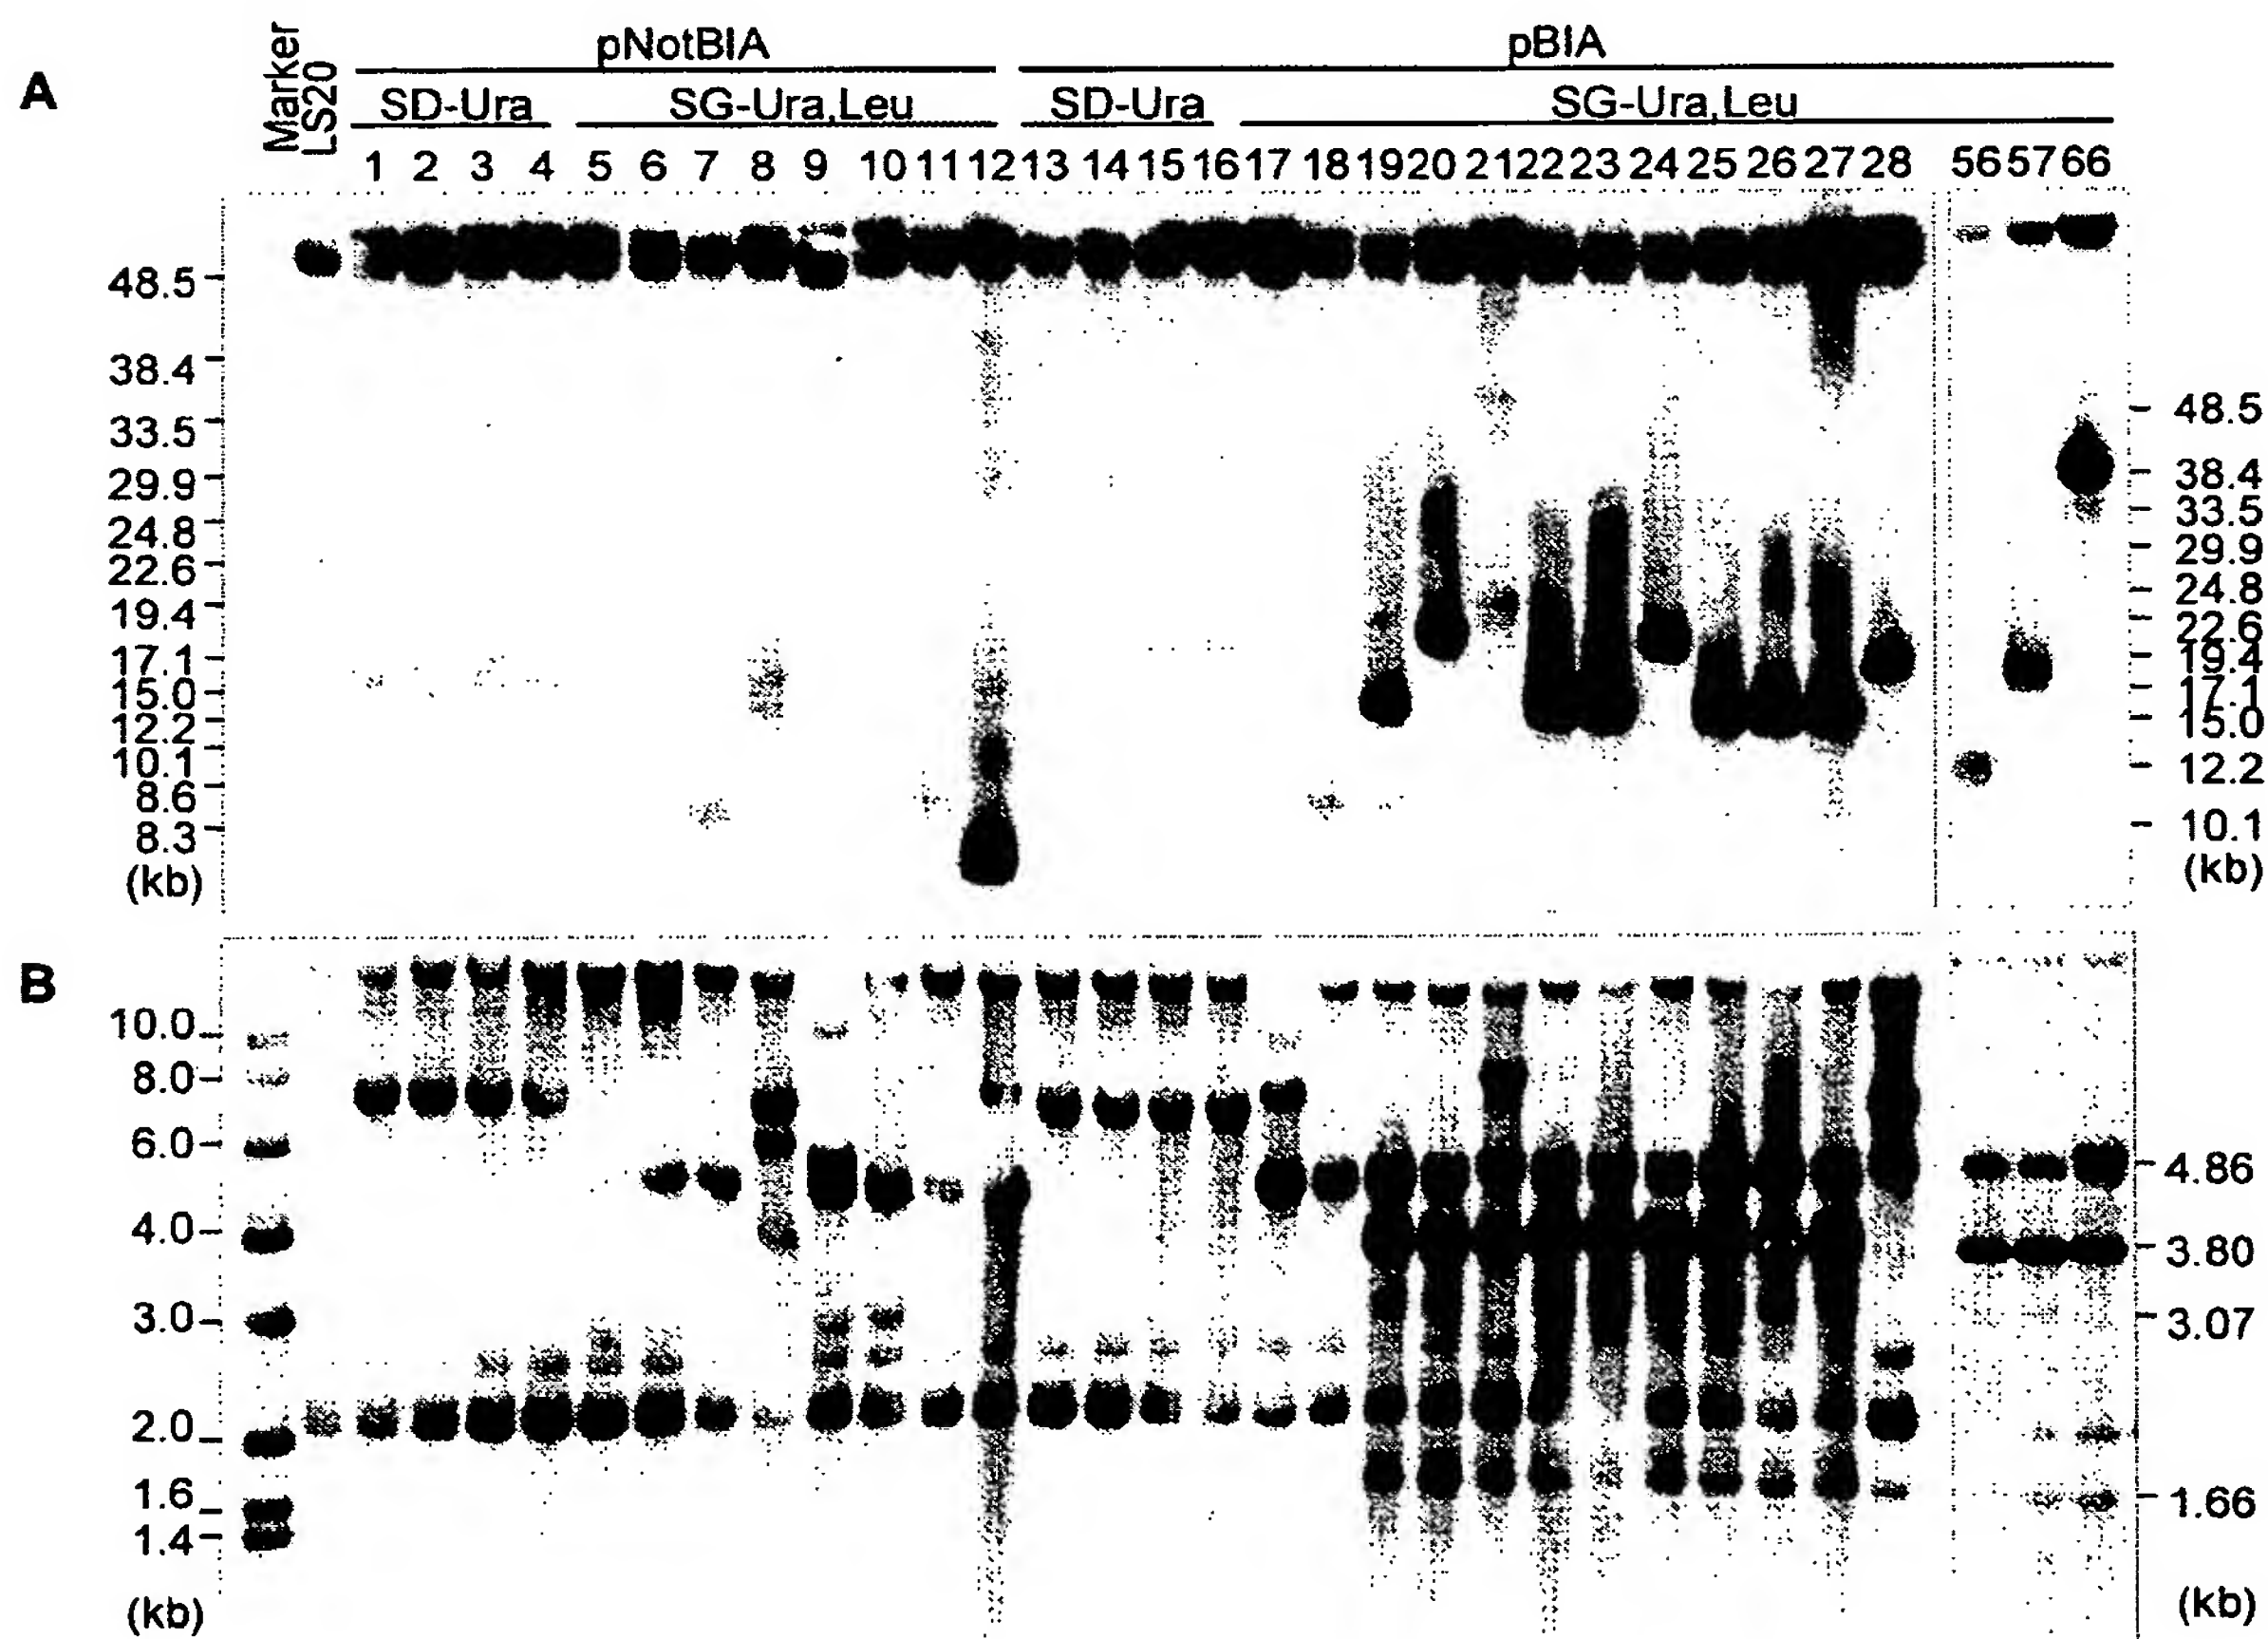 A
Marker
LS20
pNotBIA
pBIA
SD-Ura
SG-Ura,Leu
SD-Ura
SG-Ura,Leu
1 2 3 4 5 6 7 8 9 10 11 12 13 14 15 16 17 18 19 20 21 22 23 24 25 26 27 28 56 57 66
48.5
38.4
33.5
29.9
24.8
22.6
19.4
17.1
15.0
12.2
10.1
8.6
8.3
(kb)
48.5
38.4
33.5
29.9
24.8
22.6
19.4
17.1
15.0
12.2
10.1
(kb)
B
10.0
8.0
6.0
4.0
3.0
2.0
1.6
1.4
(kb)
4.86
3.80
3.07
1.66
(kb)